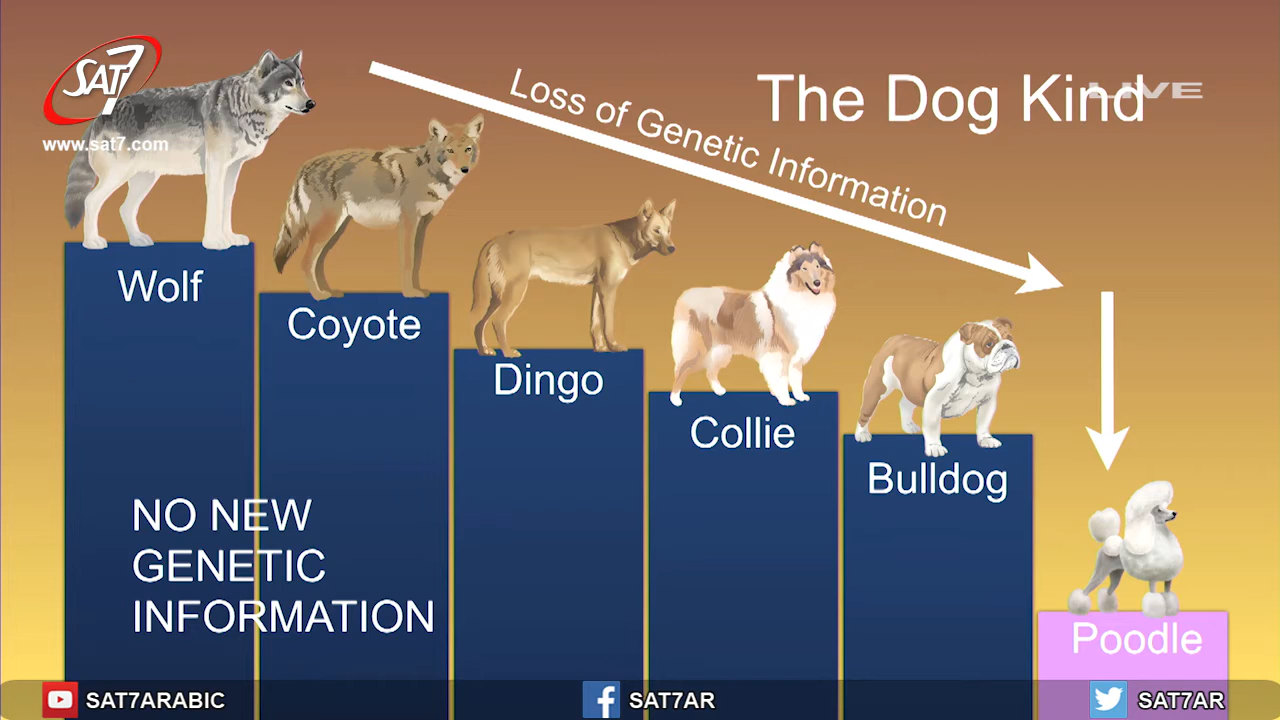 SAT7
www.sat7.com
The Dog Kind
LIVE
Loss of Genetic Information
Wolf
Coyote
Dingo
Collie
Bulldog
Poodle
NO NEW
GENETIC
INFORMATION
SAT7ARABIC
SAT7AR
SAT7AR